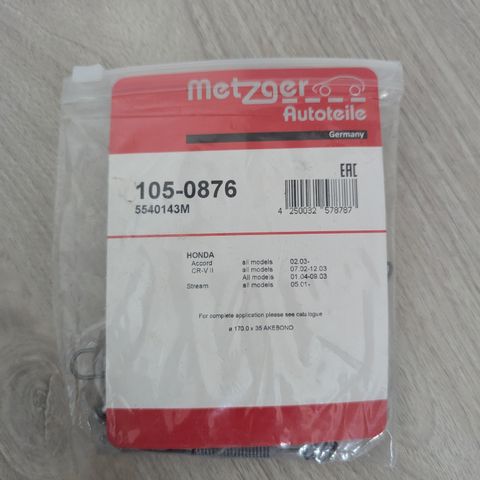 metzger
Autoteile
Germany
105-0876
5540143M
EAC
4 250032 578787
HONDA
Accord all models 02.03-
CR-V II all models 07.02-12.03
All models 01.04-09.03
Stream all models 05.01-
For complete application please see catalogue
ø 170.0 x 35 AKEBONO